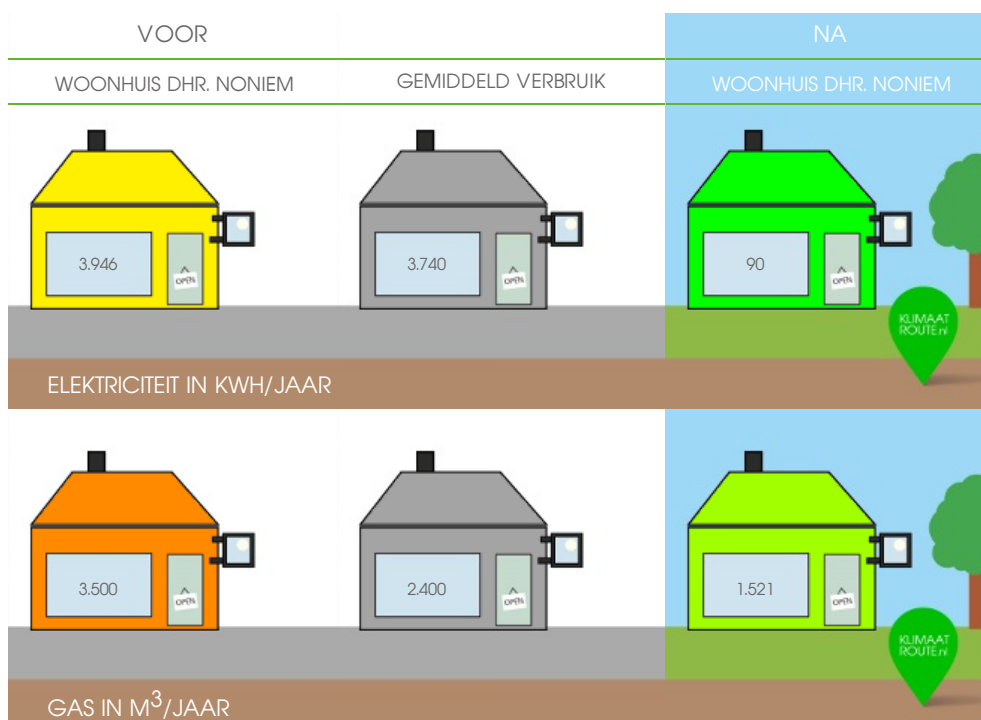 VOOR
NA
WOONHUIS DHR. NONIEM
GEMIDDELD VERBRUIK
WOONHUIS DHR. NONIEM
3.946
OPEN
3.740
OPEN
90
OPEN
KLIMAAT
ROUTE.nl
ELEKTRICITEIT IN KWH/JAAR
3.500
OPEN
2.400
OPEN
1.521
OPEN
KLIMAAT
ROUTE.nl
GAS IN M³/JAAR